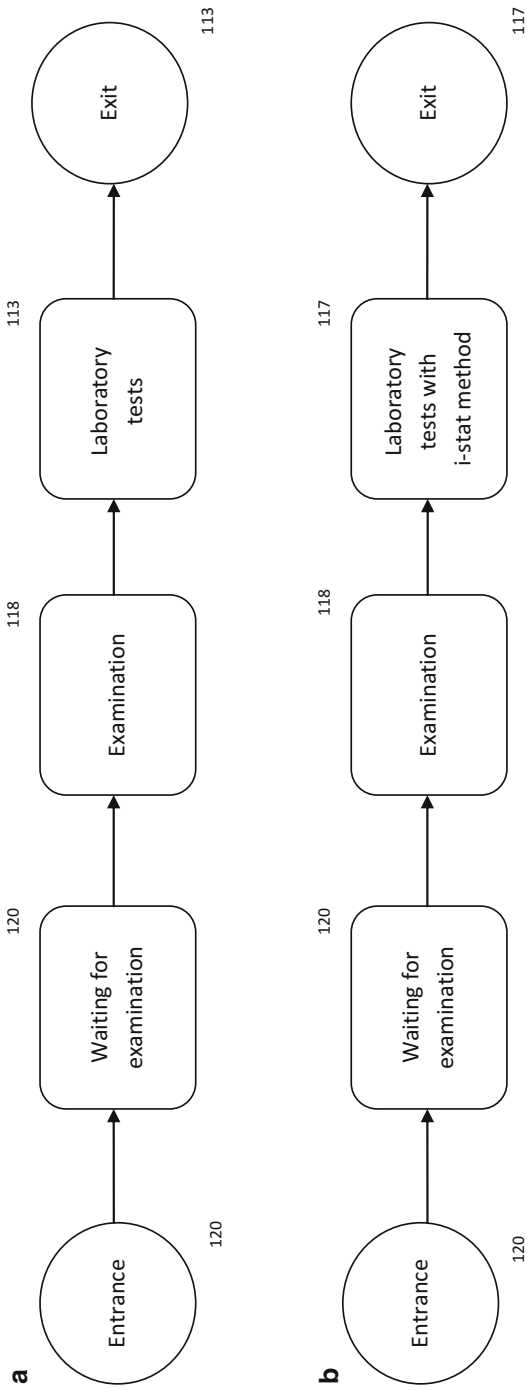 a
120
118
113
Entrance
Waiting for
examination
Examination
Laboratory
tests
Exit
120
113
b
120
118
117
Entrance
Waiting for
examination
Examination
Laboratory
tests with
i-stat method
Exit
120
117